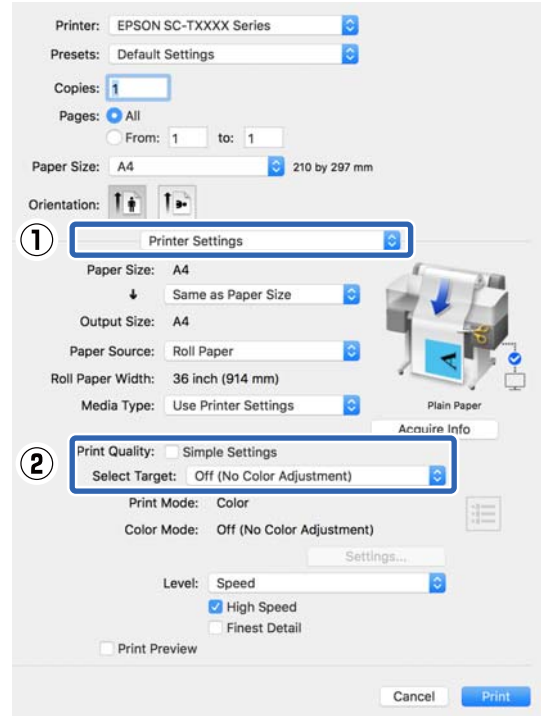 Printer: EPSON SC-TXXXX Series
Presets: Default Settings
Copies: 1
Pages: All
From: 1 to: 1
Paper Size: A4 210 by 297 mm
Orientation:
1 Printer Settings
Paper Size: A4
Same as Paper Size
Output Size: A4
Paper Source: Roll Paper
Roll Paper Width: 36 inch (914 mm)
Media Type: Use Printer Settings Plain Paper
Acquire Info
2 Print Quality: Simple Settings
Select Target: Off (No Color Adjustment)
Print Mode: Color
Color Mode: Off (No Color Adjustment)
Settings...
Level: Speed
High Speed
Finest Detail
Print Preview
Cancel Print